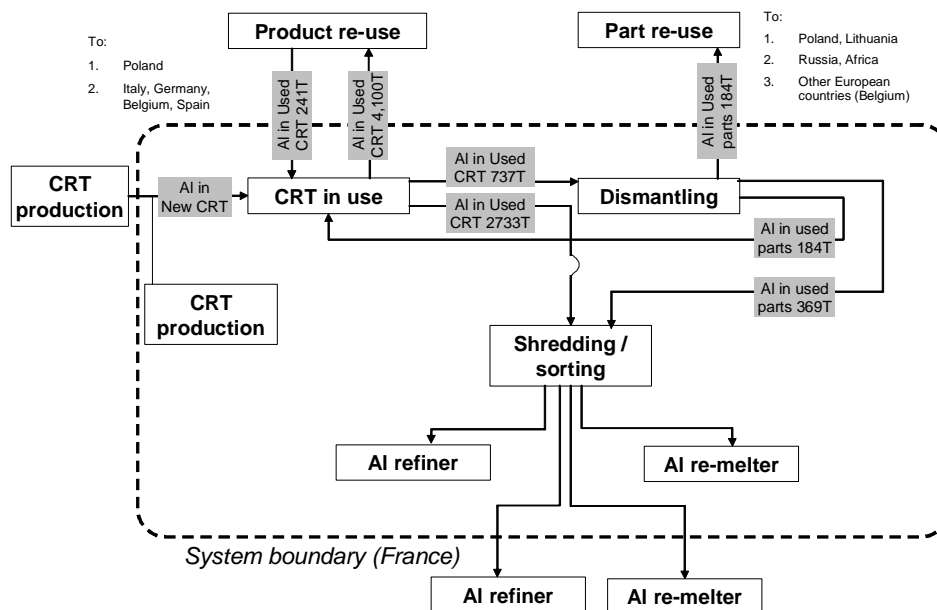 To:
1. Poland
2. Italy, Germany,
Belgium, Spain
Product re-use
Part re-use
To:
1. Poland, Lithuania
2. Russia, Africa
3. Other European
countries (Belgium)
Al in Used
CRT 241T
Al in Used
CRT 4,100T
Al in Used
parts 184T
CRT
production
Al in
New CRT
CRT in use
Al in Used
CRT 737T
Al in Used
CRT 2733T
Dismantling
Al in used
parts 184T
CRT
production
Al in used
parts 369T
Shredding /
sorting
Al refiner
Al re-melter
System boundary (France)
Al refiner
Al re-melter